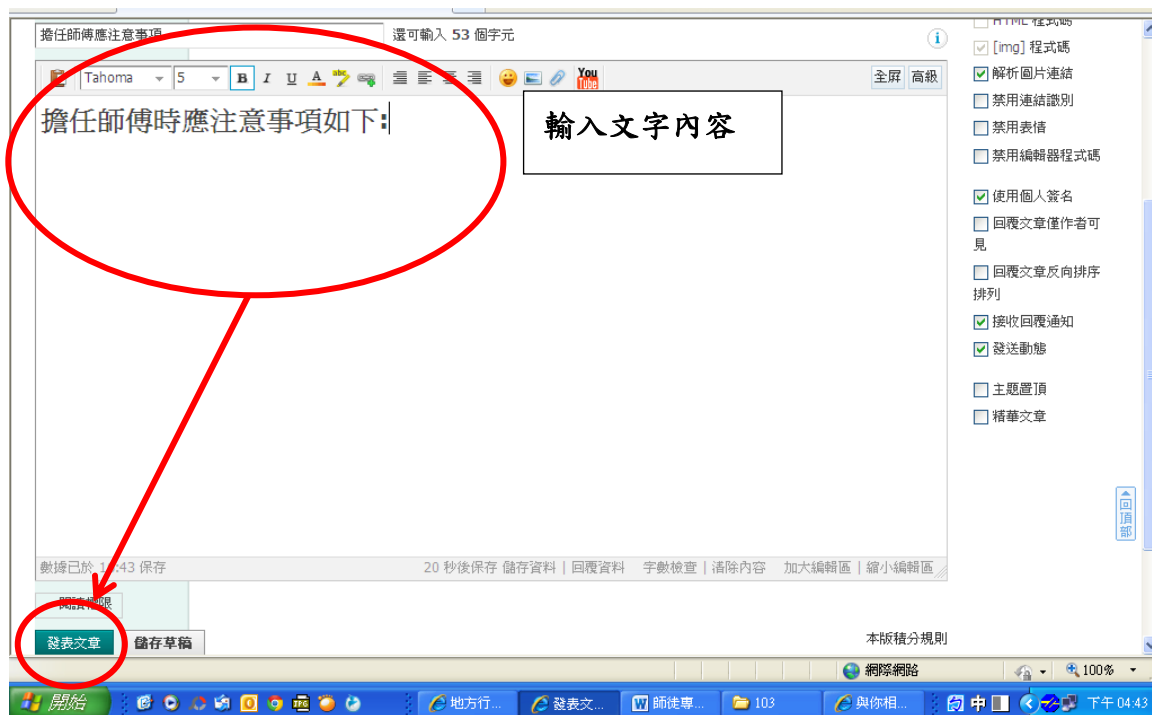 擔任師傅應注意事項
還可輸入 53 個字元
HTML 程式碼
[img] 程式碼
Tahoma 5 B I U A abc You Tube 全屏 高級
解析圖片連結
禁用連結識別
擔任師傅時應注意事項如下:
輸入文字內容
禁用表情
禁用編輯器程式碼
使用個人簽名
回覆文章僅作者可
見
回覆文章反向排序
排列
接收回覆通知
發送動態
主題置頂
精華文章
回頂部
數據已於 :43 保存
20 秒後保存 儲存資料 | 回覆資料 字數檢查 | 清除內容 加大編輯區 | 縮小編輯區
閱讀權限
發表文章 儲存草稿
本版積分規則
網際網路
100%
開始
地方行... 發表文... 師徒專... 103 與你相...
中
下午 04:43